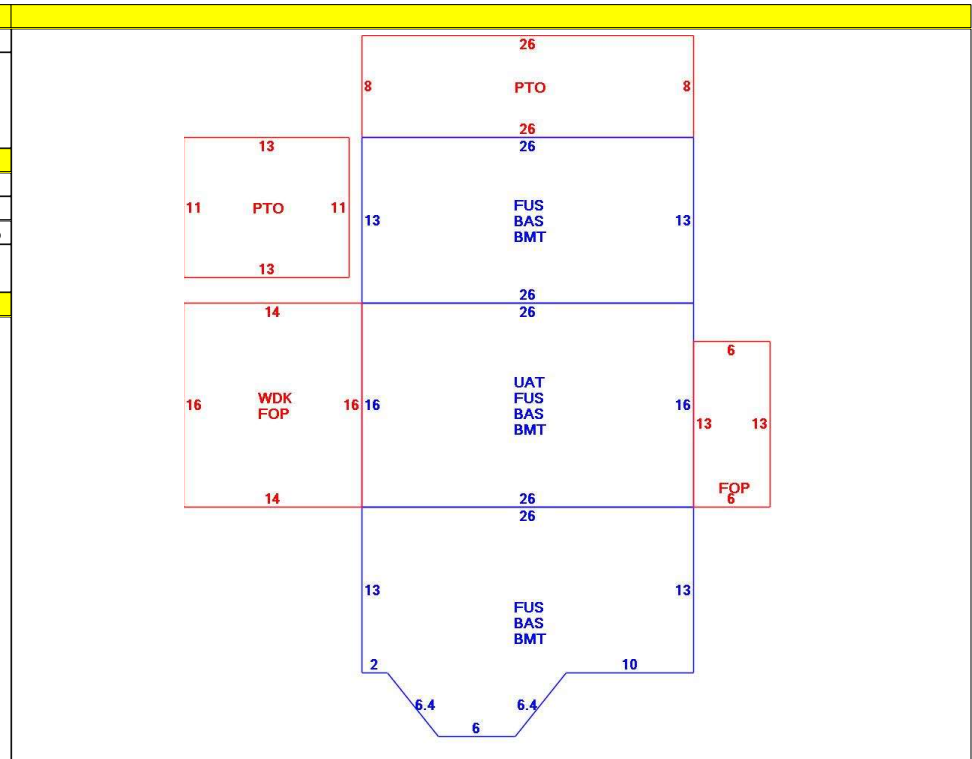 26
8 PTO 8
26
13
26
11 PTO 11
13 FUS 13
BAS
BMT
13
26
14
26
6
16 WDK 16
FOP
16 UAT 16
FUS
BAS
BMT
13 13
FOP
14
26
6
26
13 13
FUS
BAS
BMT
2 10
6.4 6.4
6